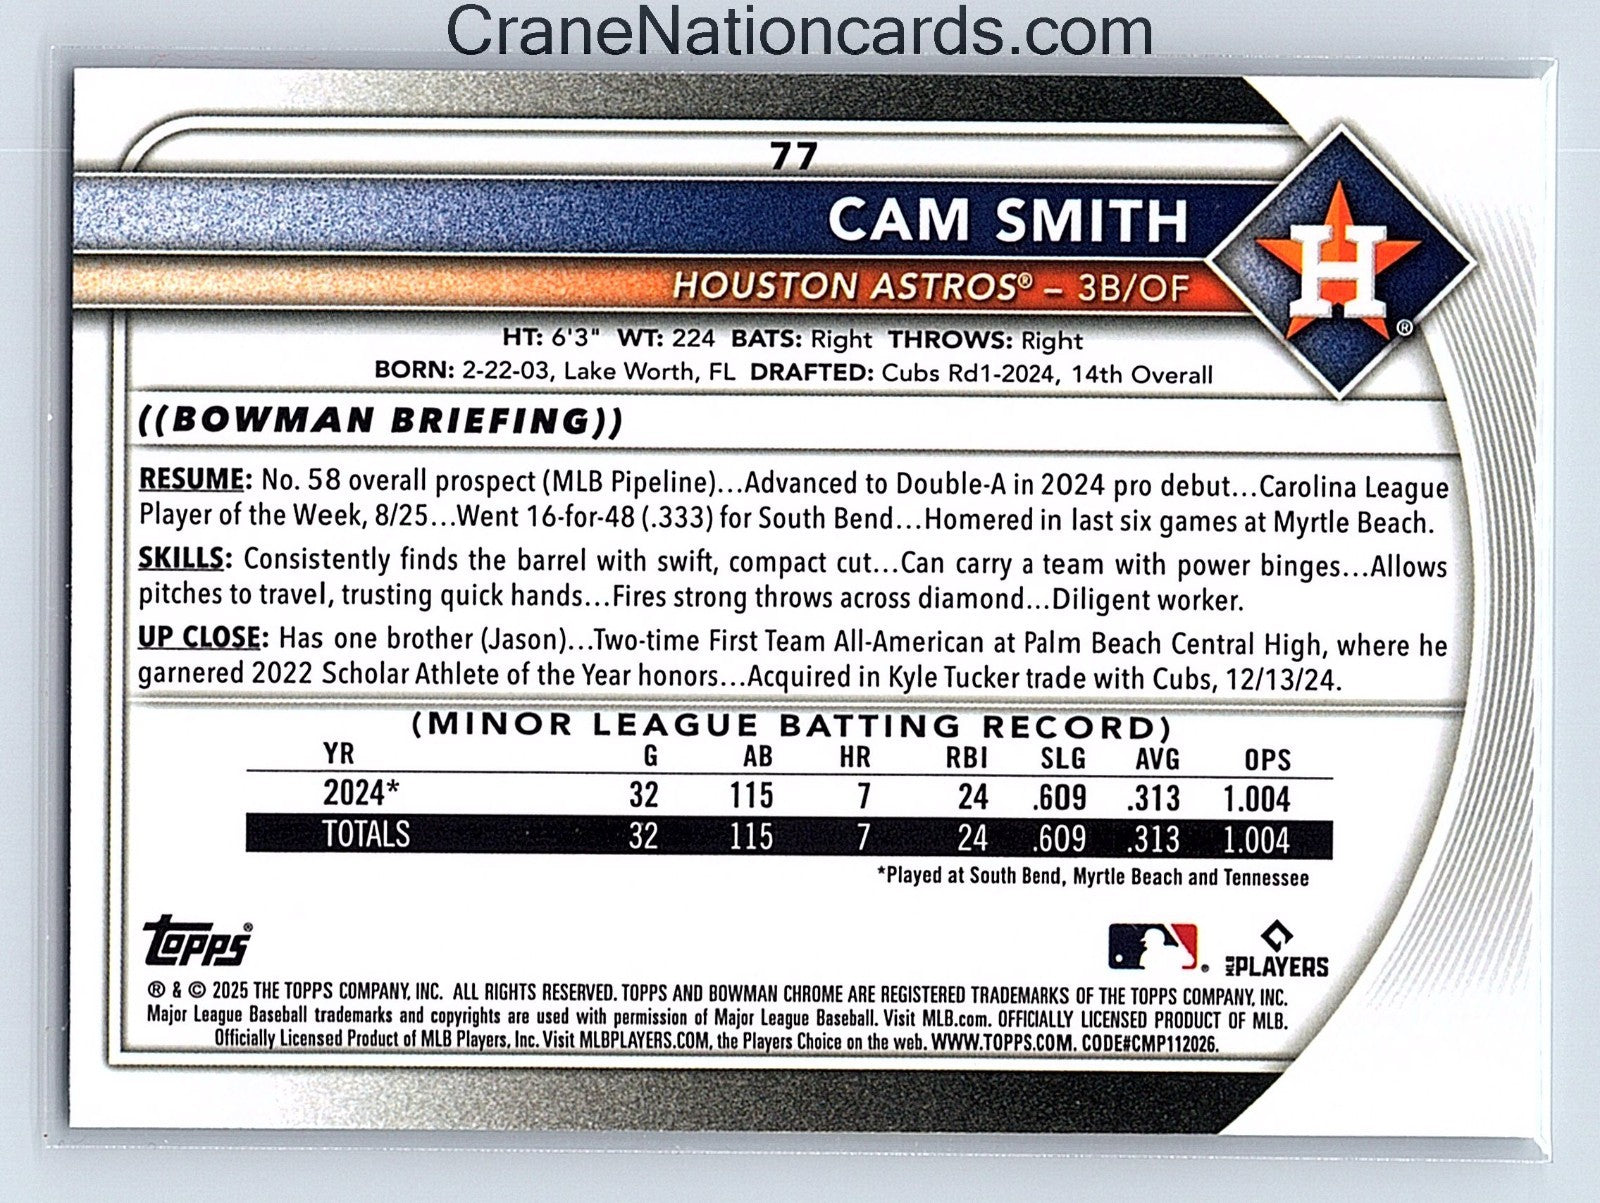 CraneNationcards.com
77
CAM SMITH
HOUSTON ASTROS® – 3B/OF
H
®
HT: 6'3" WT: 224 BATS: Right THROWS: Right
BORN: 2-22-03, Lake Worth, FL DRAFTED: Cubs Rd1-2024, 14th Overall
((BOWMAN BRIEFING))
RESUME: No. 58 overall prospect (MLB Pipeline)...Advanced to Double-A in 2024 pro debut...Carolina League
Player of the Week, 8/25...Went 16-for-48 (.333) for South Bend...Homered in last six games at Myrtle Beach.
SKILLS: Consistently finds the barrel with swift, compact cut...Can carry a team with power binges...Allows
pitches to travel, trusting quick hands...Fires strong throws across diamond...Diligent worker.
UP CLOSE: Has one brother (Jason)...Two-time First Team All-American at Palm Beach Central High, where he
garnered 2022 Scholar Athlete of the Year honors...Acquired in Kyle Tucker trade with Cubs, 12/13/24.
(MINOR LEAGUE BATTING RECORD)
YR G AB HR RBI SLG AVG OPS
2024* 32 115 7 24 .609 .313 1.004
TOTALS 32 115 7 24 .609 .313 1.004
*Played at South Bend, Myrtle Beach and Tennessee
Topps®
® MLB PLAYERS
® & © 2025 THE TOPPS COMPANY, INC. ALL RIGHTS RESERVED. TOPPS AND BOWMAN CHROME ARE REGISTERED TRADEMARKS OF THE TOPPS COMPANY, INC.
Major League Baseball trademarks and copyrights are used with permission of Major League Baseball. Visit MLB.com. OFFICIALLY LICENSED PRODUCT OF MLB.
Officially Licensed Product of MLB Players, Inc. Visit MLBPLAYERS.COM, the Players Choice on the web. WWW.TOPPS.COM. CODE#CMP112026.